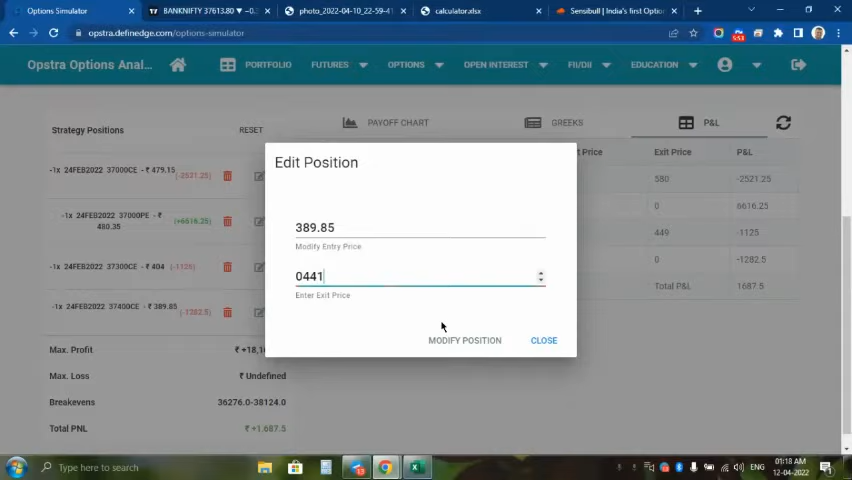 Options Simulator
BANKNIFTY 37613.80 ▼ -0.
photo_2022-04-10_22-59-41
calculator.xlsx
Sensibull | India's first Option
opstra.definedge.com/options-simulator
Opstra Options Anal...
PORTFOLIO
FUTURES
OPTIONS
OPEN INTEREST
FII/DII
EDUCATION
Strategy Positions
RESET
PAYOFF CHART
GREEKS
P&L
t Price
Exit Price
P&L
-1x 24FEB2022 37000CE - ₹ 479.15
(-2521.25)
580
-2521.25
-1x 24FEB2022 37000PE - ₹
480.35
(+6616.25)
0
6616.25
449
-1125
-1x 24FEB2022 37300CE - ₹ 404
(-1125)
0
-1282.5
Total P&L
1687.5
-1x 24FEB2022 37400CE - ₹ 389.85
(-1282.5)
Max. Profit
₹ +18,1
Max. Loss
₹ Undefined
Breakevens
36276.0-38124.0
Total PNL
₹ +1,687.5
Edit Position
389.85
Modify Entry Price
0441
Enter Exit Price
MODIFY POSITION
CLOSE
Type here to search
ENG
01:18 AM
12-04-2022